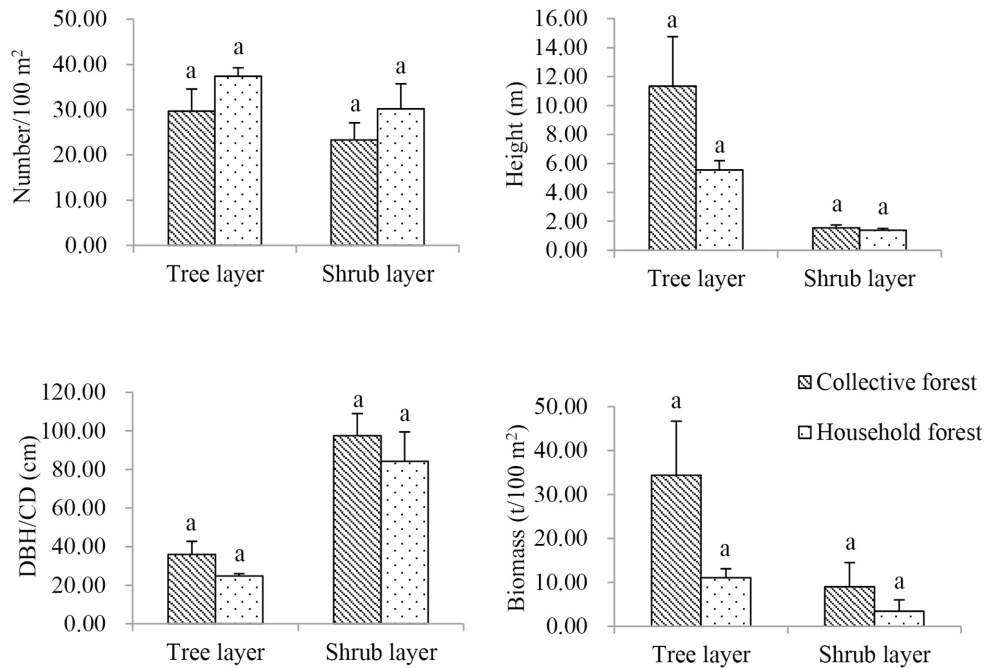 Number/100 m²
50.00
40.00
30.00
20.00
10.00
0.00
a
a
a
a
Tree layer
Shrub layer
Height (m)
16.00
14.00
12.00
10.00
8.00
6.00
4.00
2.00
0.00
a
a
a
a
Tree layer
Shrub layer
DBH/CD (cm)
120.00
100.00
80.00
60.00
40.00
20.00
0.00
a
a
a
a
Tree layer
Shrub layer
Collective forest
Household forest
Biomass (t/100 m²)
50.00
40.00
30.00
20.00
10.00
0.00
a
a
a
a
Tree layer
Shrub layer